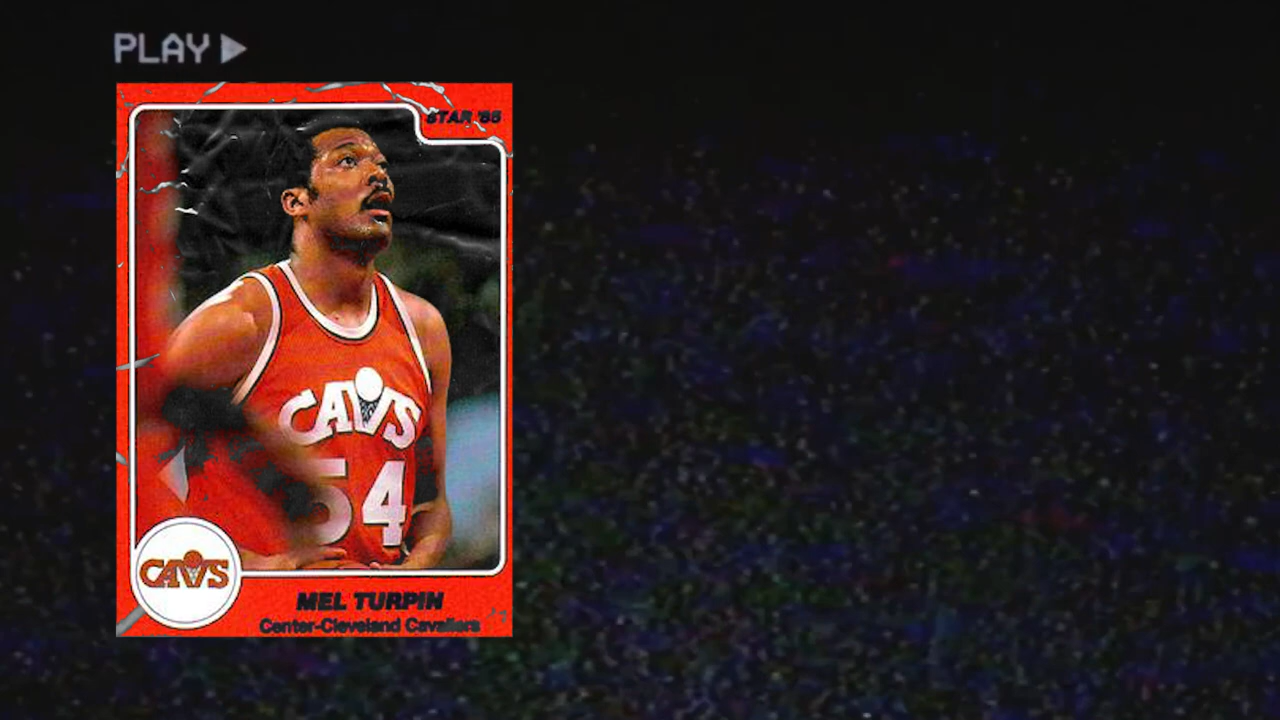 PLAY
STAR '85
CAVS
54
CAVS
MEL TURPIN
Center-Cleveland Cavaliers